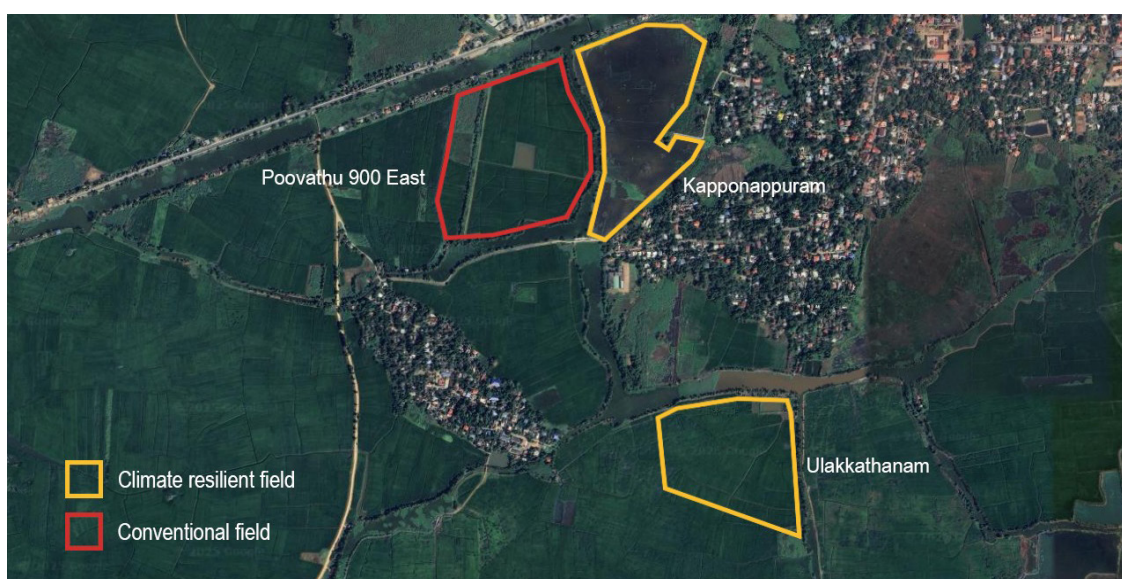 Poovathu 900 East
Kapponappuram
Ulakkathanam
Climate resilient field
Conventional field